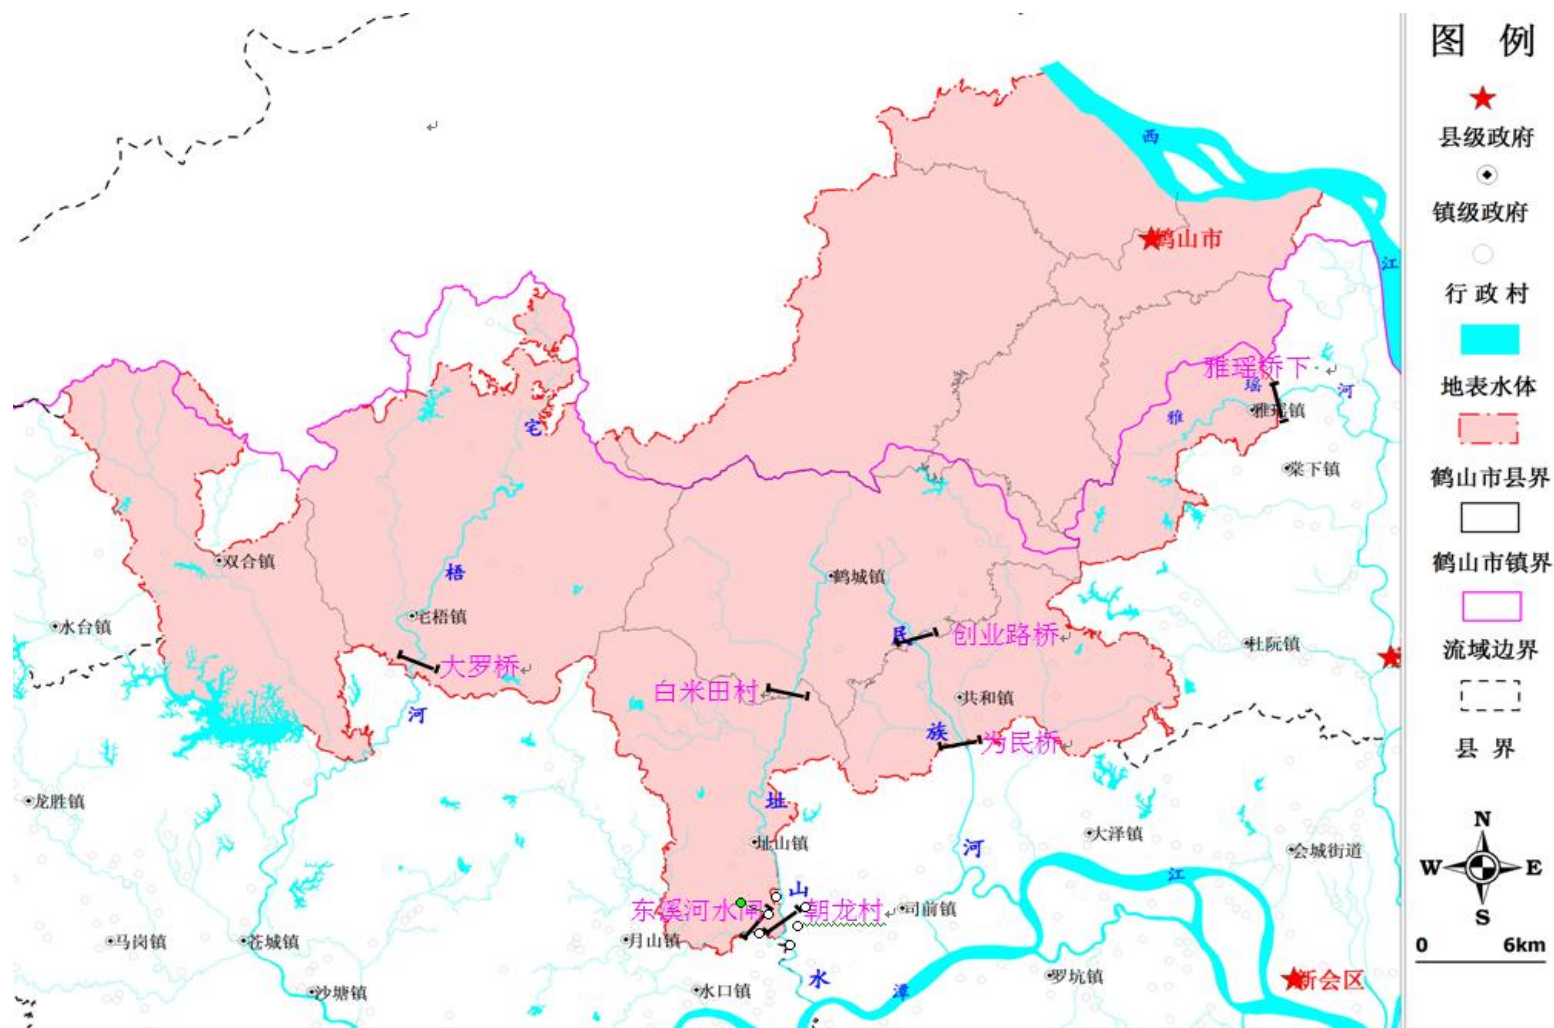 图 例
县级政府
镇级政府
行政村
地表水体
鹤山市县界
鹤山市镇界
流域边界
县 界
N
W
E
S
0
6km
西
江
鹤山市
雅瑶桥下
瑶
河
雅
雅瑶镇
棠下镇
宅
双合镇
梧
鹤城镇
宅梧镇
水台镇
民
创业路桥
杜阮镇
大罗桥
白米田村
共和镇
河
族
为民桥
龙胜镇
址
址山镇
河
大泽镇
会城街道
江
山
东溪河水闸
朝龙村
司前镇
马岗镇
苍城镇
月山镇
水
罗坑镇
新会区
沙塘镇
水口镇
潭